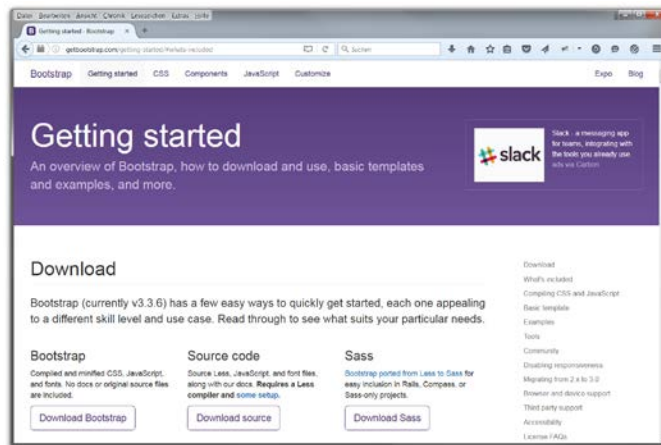 Datei Bearbeiten Ansicht Chronik Lesezeichen Extras Hilfe
Getting started · Bootstrap
getbootstrap.com/getting-started/#whats-included
Suchen
Bootstrap Getting started CSS Components JavaScript Customize Expo Blog
Getting started
An overview of Bootstrap, how to download and use, basic templates
and examples, and more.
slack
Slack - a messaging app
for teams, integrating with
the tools you already use.
ads via Carbon
Download
Bootstrap (currently v3.3.6) has a few easy ways to quickly get started, each one appealing
to a different skill level and use case. Read through to see what suits your particular needs.
Bootstrap
Compiled and minified CSS, JavaScript,
and fonts. No docs or original source files
are included.
Download Bootstrap
Source code
Source Less, JavaScript, and font files,
along with our docs. Requires a Less
compiler and some setup.
Download source
Sass
Bootstrap ported from Less to Sass for
easy inclusion in Rails, Compass, or
Sass-only projects.
Download Sass
Download
What's included
Compiling CSS and JavaScript
Basic template
Examples
Tools
Community
Disabling responsiveness
Migrating from 2.x to 3.0
Browser and device support
Third party support
Accessibility
License FAQs